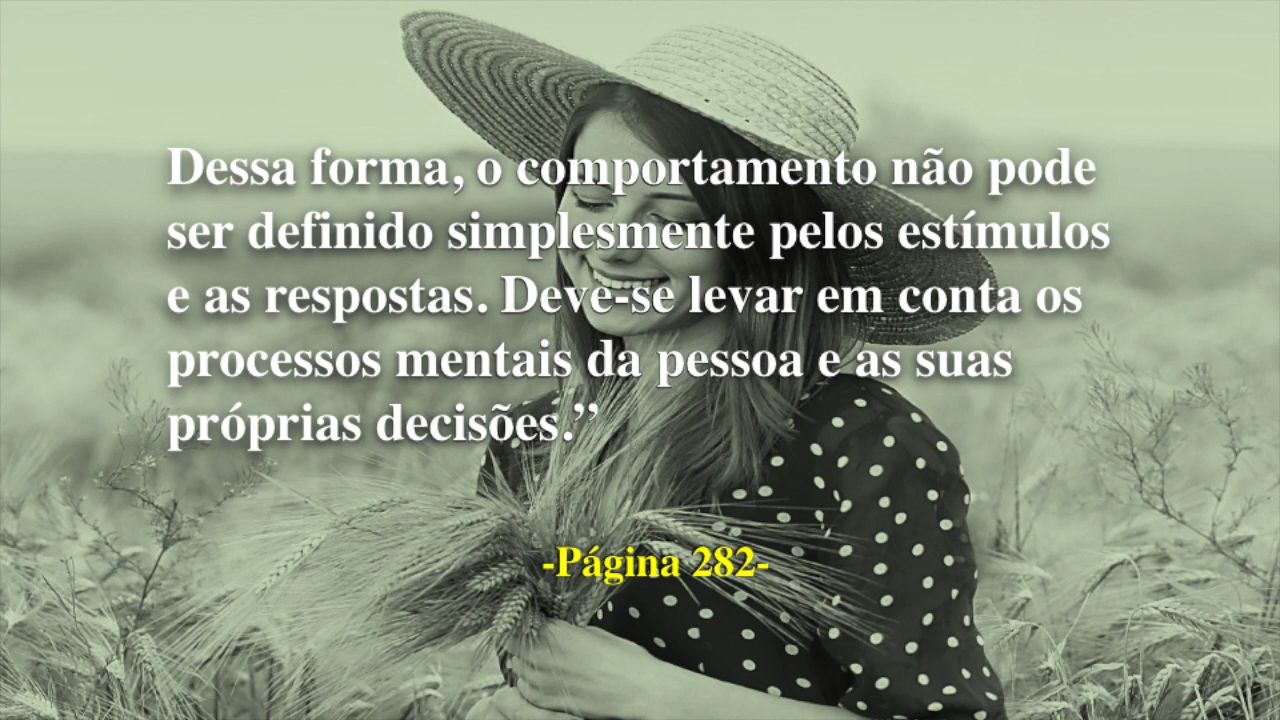 Dessa forma, o comportamento não pode
ser definido simplesmente pelos estímulos
e as respostas. Deve-se levar em conta os
processos mentais da pessoa e as suas
próprias decisões.”
-Página 282-